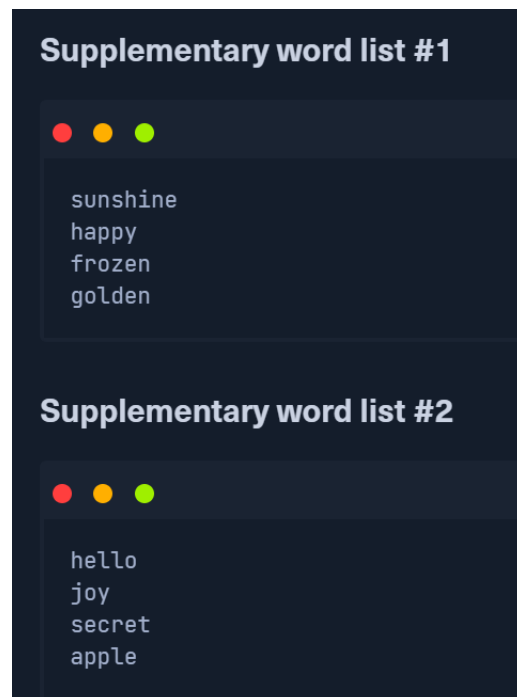 Supplementary word list #1
sunshine
happy
frozen
golden
Supplementary word list #2
hello
joy
secret
apple